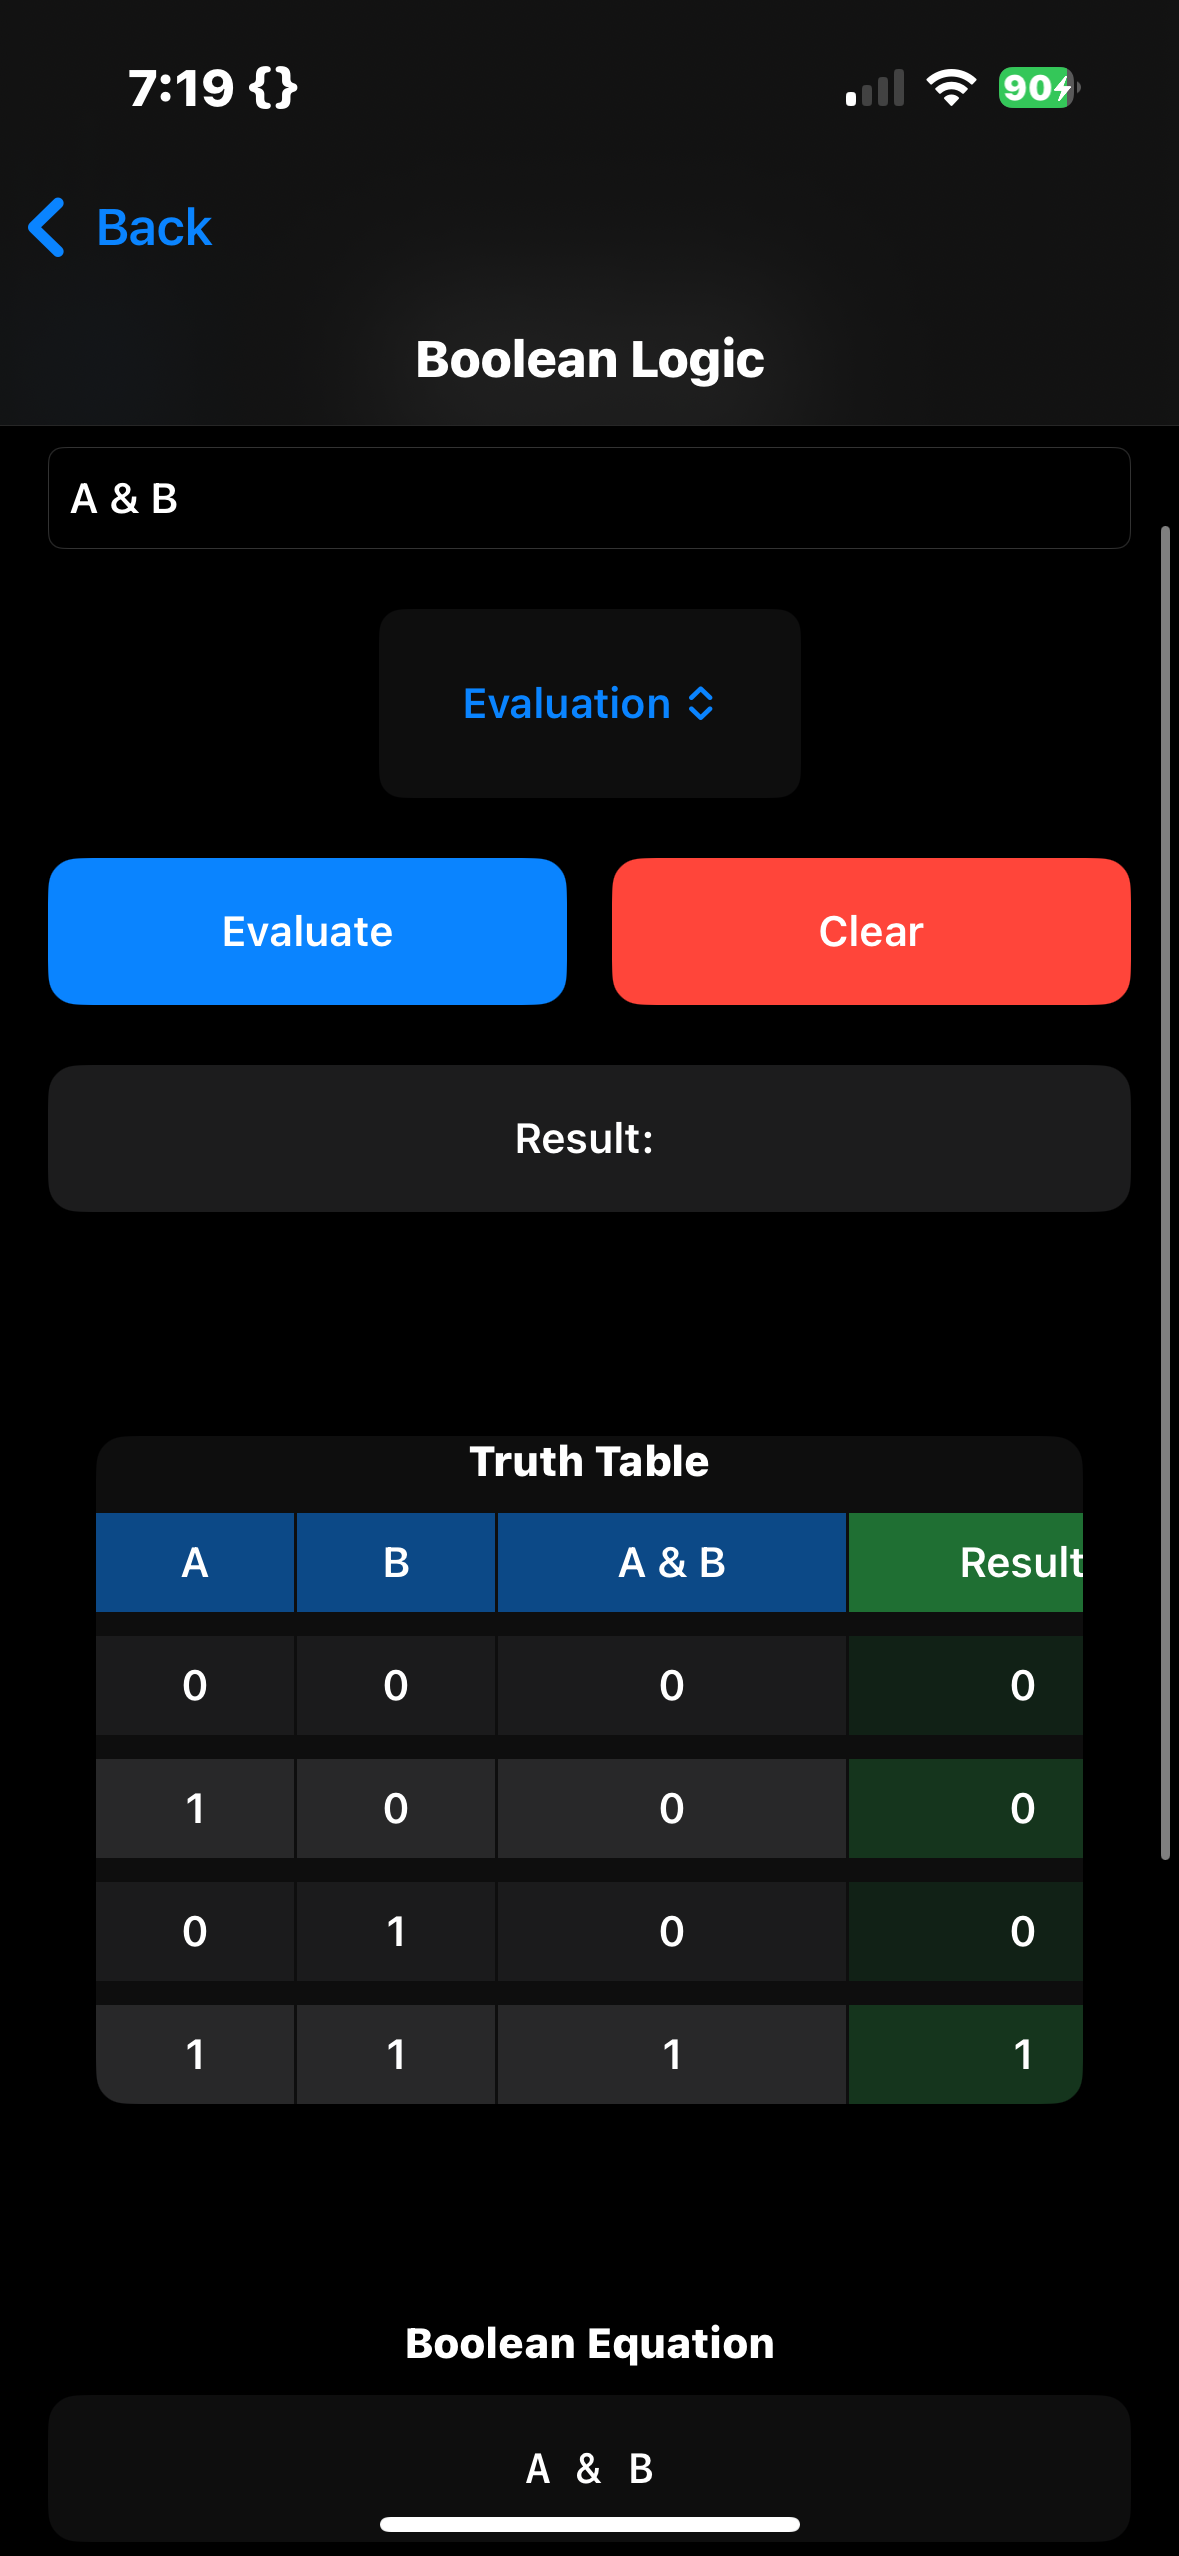 7:19 {}
90
Back
Boolean Logic
A & B
Evaluation
Evaluate
Clear
Result:
Truth Table
A B A & B Result
0 0 0 0
1 0 0 0
0 1 0 0
1 1 1 1
Boolean Equation
A & B